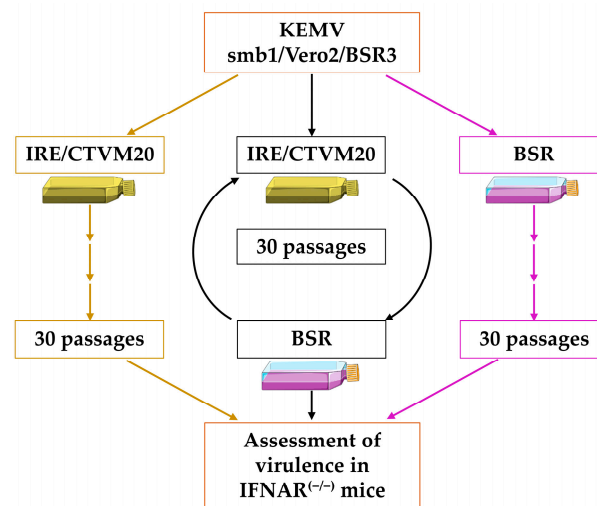 KEMV
smb1/Vero2/BSR3
IRE/CTVM20
IRE/CTVM20
BSR
30 passages
30 passages
BSR
30 passages
Assessment of
virulence in
IFNAR⁽⁻/⁻⁾ mice